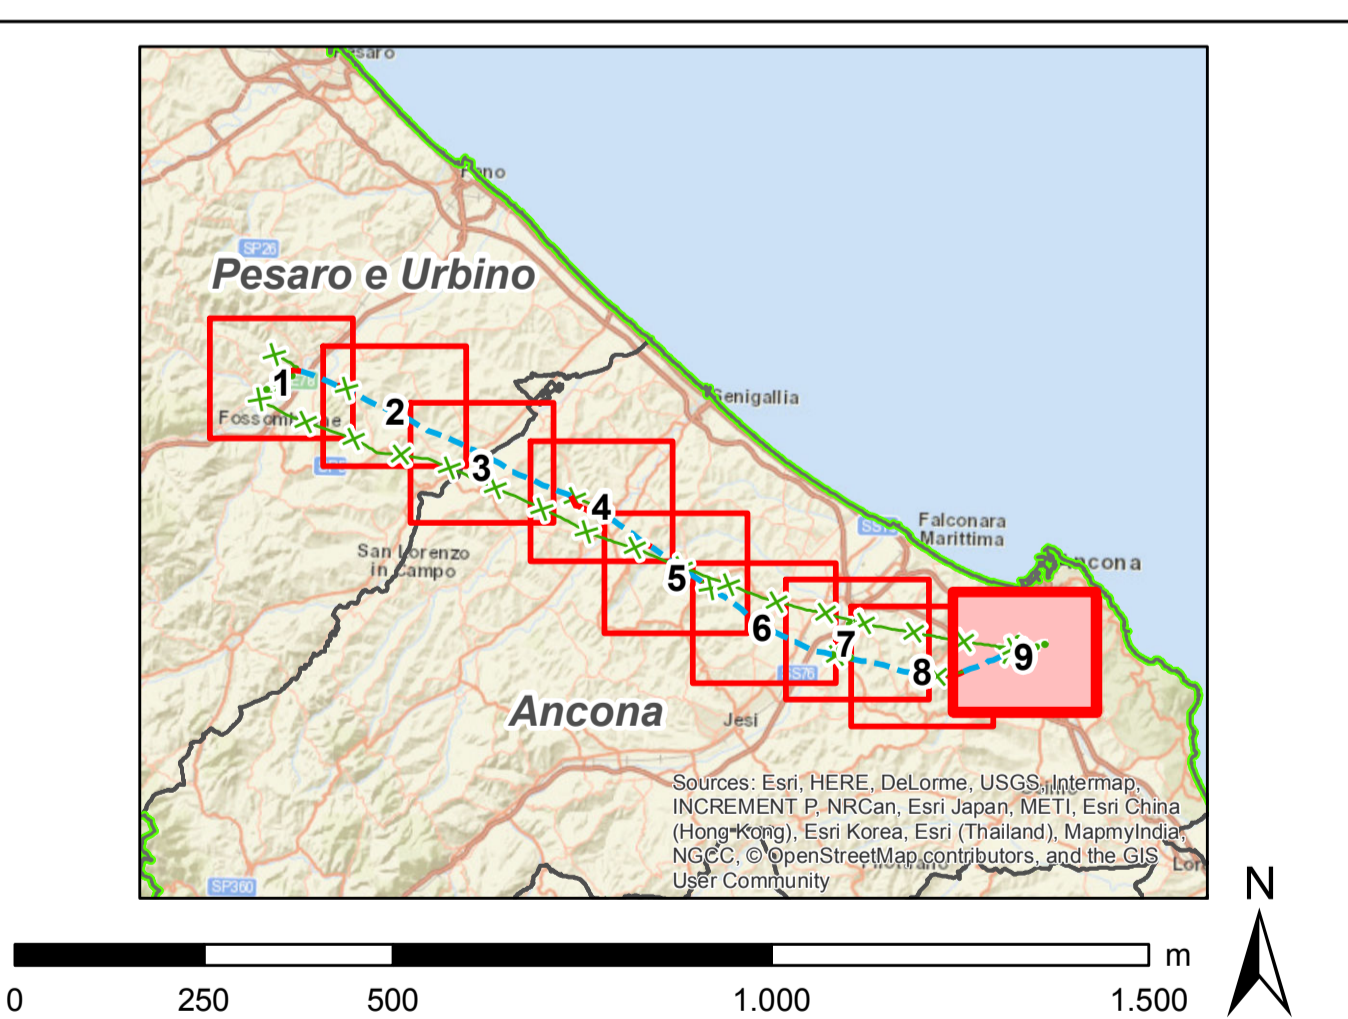 Fano
SP26
Pesaro e Urbino
1
2
Senigallia
3
4
Falconara
Marittima
San Lorenzo
in Campo
5
6
7
8
9
SS76
Ancona
Jesi
Sources: Esri, HERE, DeLorme, USGS, Intermap,
INCREMENT P, NRCan, Esri Japan, METI, Esri China
(Hong Kong), Esri Korea, Esri (Thailand), MapmyIndia,
NGCC, © OpenStreetMap contributors, and the GIS
User Community
SP360
N
m
0 250 500 1.000 1.500